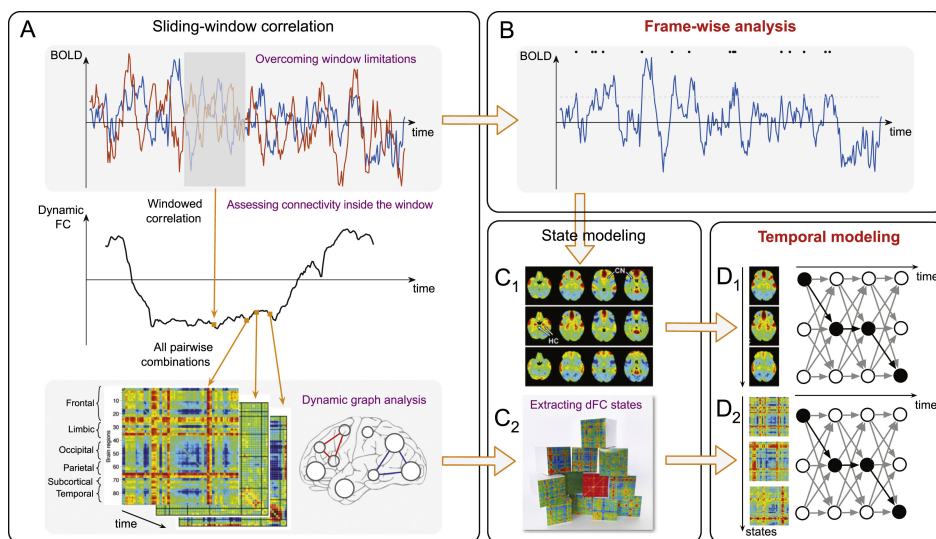 A
Sliding-window correlation
BOLD
Overcoming window limitations
time
Windowed
correlation
Assessing connectivity inside the window
Dynamic
FC
time
All pairwise
combinations
Frontal
Limbic
Occipital
Parietal
Subcortical
Temporal
Brain regions
10
20
30
40
50
60
70
80
time
Dynamic graph analysis
B
Frame-wise analysis
BOLD
time
State modeling
C1
CN
HC
C2
Extracting dFC states
Temporal modeling
D1
time
D2
time
states